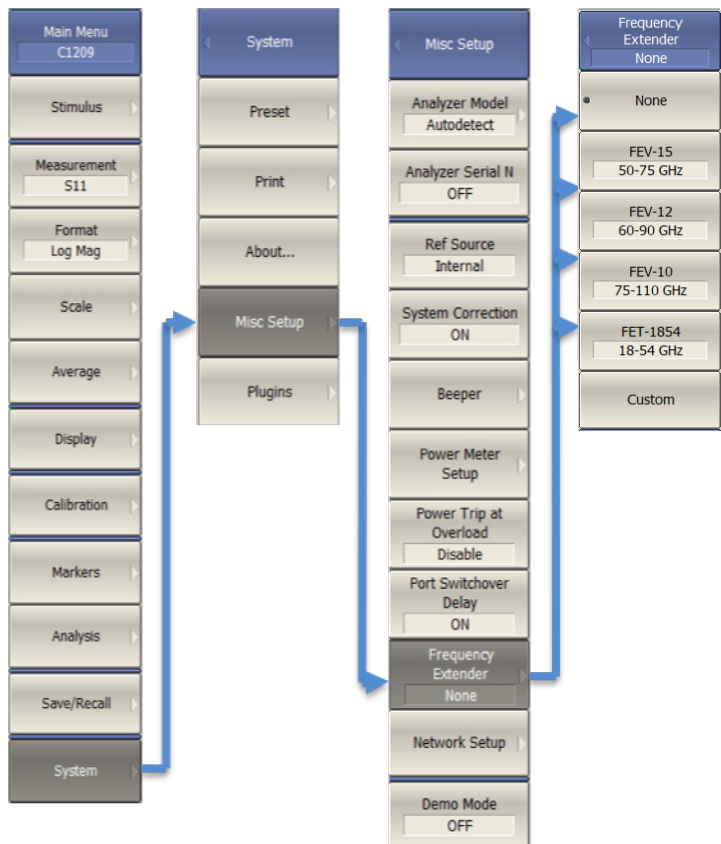 Main Menu
C1209
Stimulus
Measurement
S11
Format
Log Mag
Scale
Average
Display
Calibration
Markers
Analysis
Save/Recall
System
System
Preset
Print
About...
Misc Setup
Plugins
Misc Setup
Analyzer Model
Autodetect
Analyzer Serial N
OFF
Ref Source
Internal
System Correction
ON
Beeper
Power Meter
Setup
Power Trip at
Overload
Disable
Port Switchover
Delay
ON
Frequency
Extender
None
Network Setup
Demo Mode
OFF
Frequency
Extender
None
None
FEV-15
50-75 GHz
FEV-12
60-90 GHz
FEV-10
75-110 GHz
FET-1854
18-54 GHz
Custom